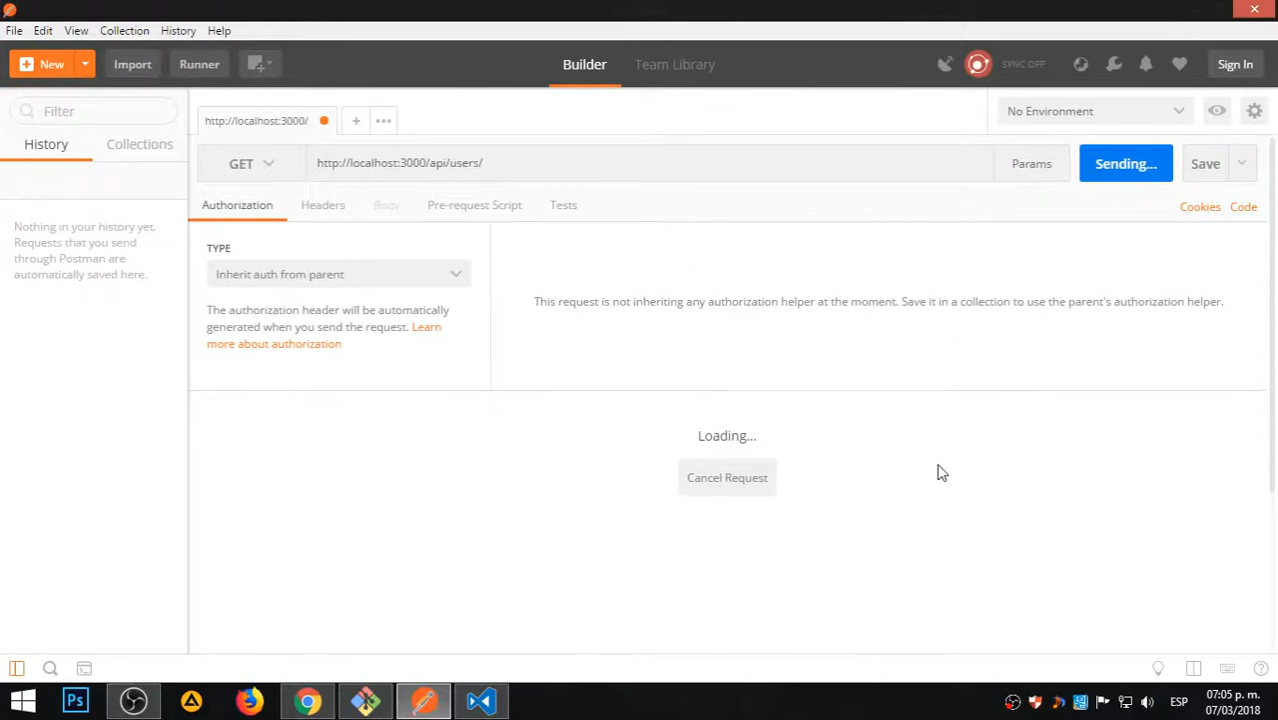 File Edit View Collection History Help
New Import Runner Builder Team Library SYNC OFF Sign In
Filter
History Collections
Nothing in your history yet.
Requests that you send
through Postman are
automatically saved here.
http://localhost:3000/ + ••• No Environment
GET http://localhost:3000/api/users/ Params Sending... Save
Authorization Headers Body Pre-request Script Tests Cookies Code
TYPE
Inherit auth from parent
The authorization header will be automatically
generated when you send the request. Learn
more about authorization
This request is not inheriting any authorization helper at the moment. Save it in a collection to use the parent's authorization helper.
Loading...
Cancel Request
Ps
ESP
07:05 p. m.
07/03/2018